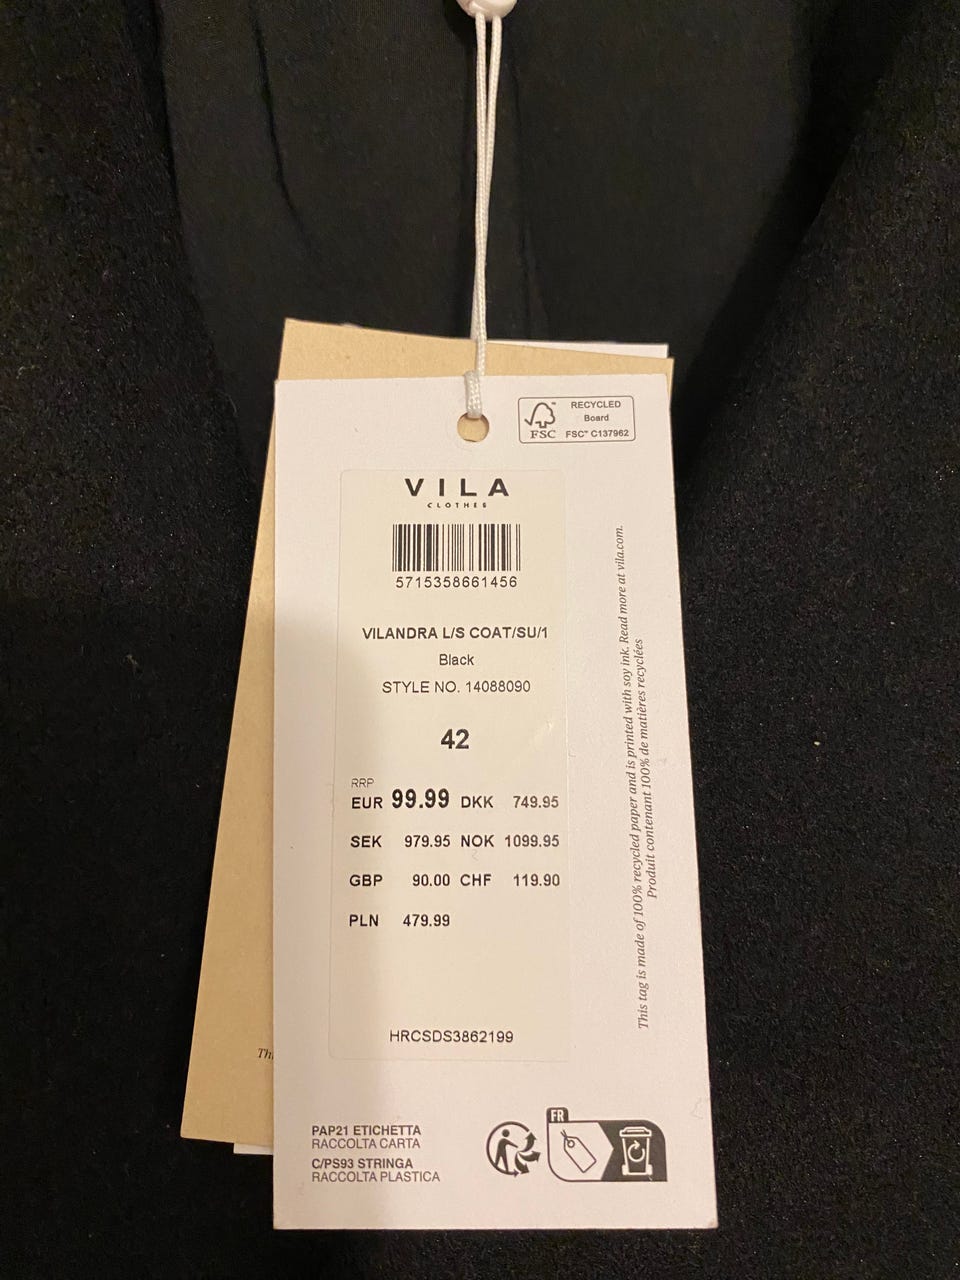 RECYCLED
Board
FSC
FSC™ C137962
VILA
CLOTHES
5715358661456
VILANDRA L/S COAT/SU/1
Black
STYLE NO. 14088090
42
RRP
EUR 99.99 DKK 749.95
SEK 979.95 NOK 1099.95
GBP 90.00 CHF 119.90
PLN 479.99
HRCSDS3862199
This tag is made of 100% recycled paper and is printed with soy ink. Read more at vila.com.
Produit contenant 100% de matières recyclées
PAP21 ETICHETTA
RACCOLTA CARTA
C/PS93 STRINGA
RACCOLTA PLASTICA
FR